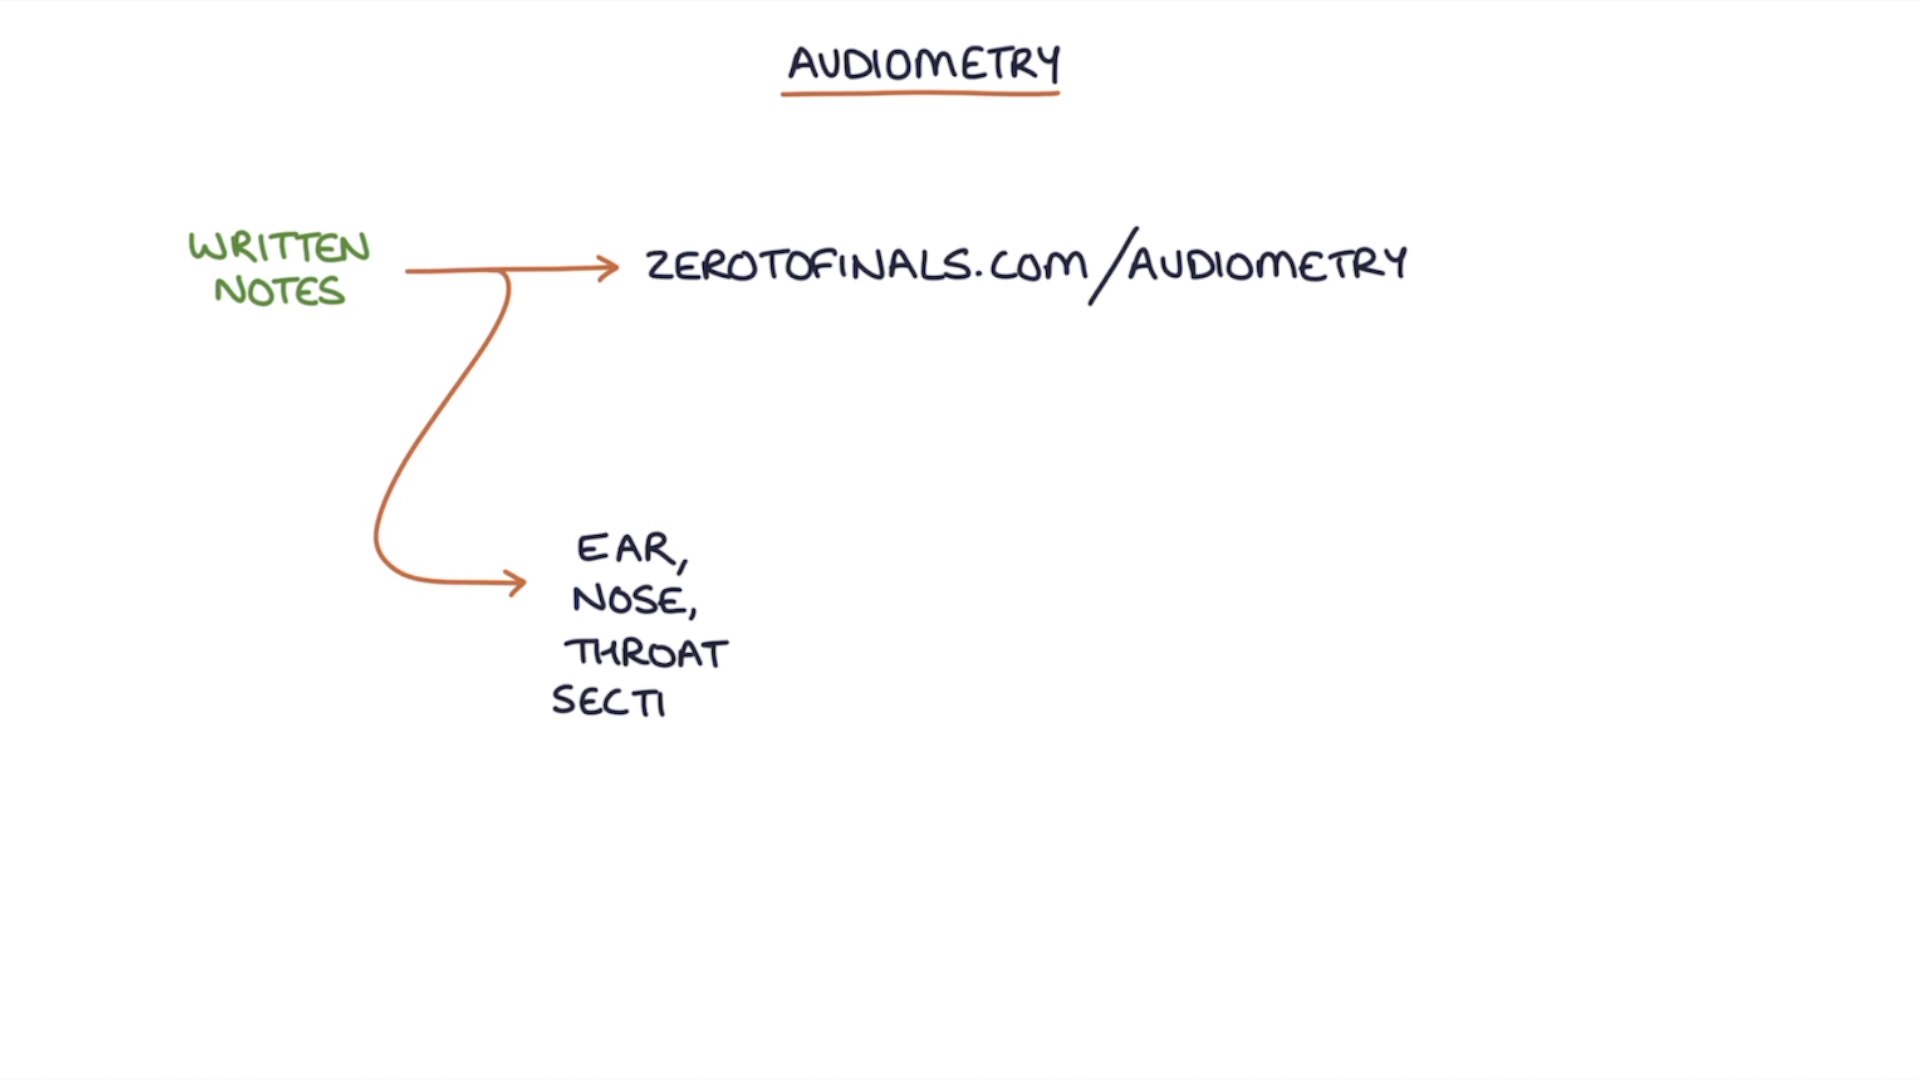 AUDIOMETRY
WRITTEN
NOTES
ZEROTOFINALS.COM/AUDIOMETRY
EAR,
NOSE,
THROAT
SECTI